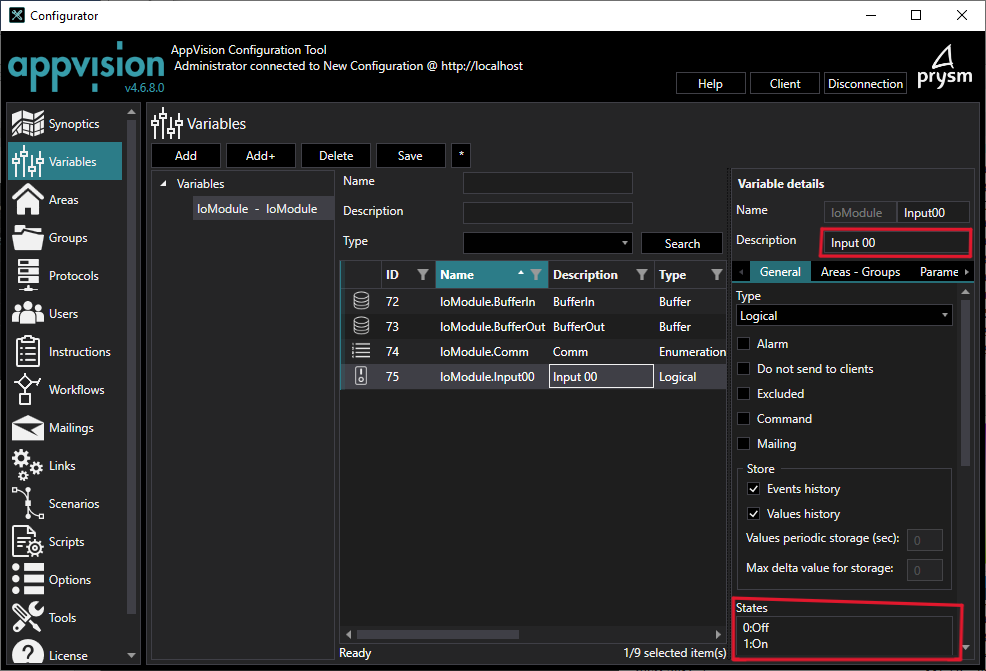 Configurator
appvision
v4.6.8.0
AppVision Configuration Tool
Administrator connected to New Configuration @ http://localhost
Help
Client
Disconnection
prysm
Synoptics
Variables
Areas
Groups
Protocols
Users
Instructions
Workflows
Mailings
Links
Scenarios
Scripts
Options
Tools
License
Variables
Add
Add+
Delete
Save
*
Variables
IoModule - IoModule
Name
Description
Type
Search
ID Name Description Type
72 IoModule.BufferIn BufferIn Buffer
73 IoModule.BufferOut BufferOut Buffer
74 IoModule.Comm Comm Enumeration
75 IoModule.Input00 Input 00 Logical
Ready
1/9 selected item(s)
Variable details
Name IoModule Input00
Description Input 00
General Areas - Groups Parame
Type
Logical
Alarm
Do not send to clients
Excluded
Command
Mailing
Store
Events history
Values history
Values periodic storage (sec): 0
Max delta value for storage: 0
States
0:Off
1:On